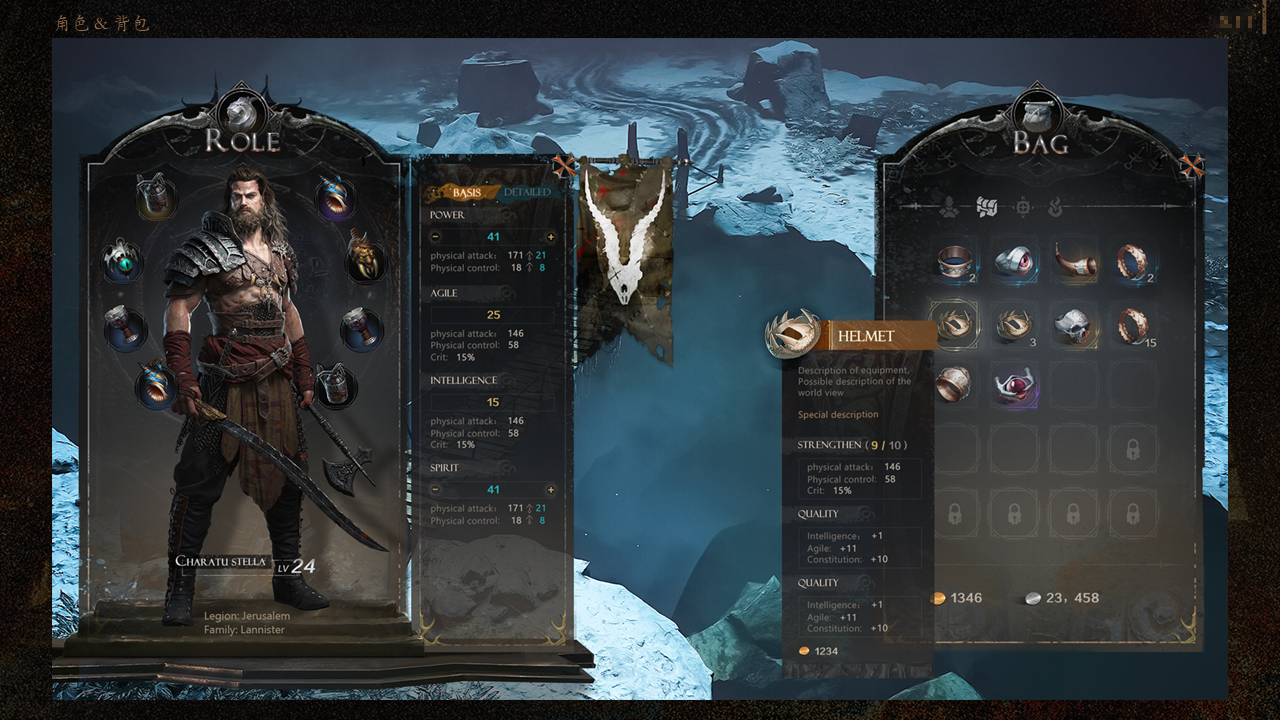 角色&背包
ROLE
BASIS DETAILED
POWER
41
physical attack: 171 21
Physical control: 18 8
AGILE
25
physical attack: 146
Physical control: 58
Crit: 15%
INTELLIGENCE
15
physical attack: 146
Physical control: 58
Crit: 15%
SPIRIT
41
physical attack: 171 21
Physical control: 18 8
CHARATU STELLA LV 24
Legion: Jerusalem
Family: Lannister
BAG
2
2
3
15
HELMET
Description of equipment.
Possible description of the
world view
Special description
STRENGTHEN ( 9 / 10 )
physical attack: 146
Physical control: 58
Crit: 15%
QUALITY
Intelligence: +1
Agile: +11
Constitution: +10
QUALITY
Intelligence: +1
Agile: +11
Constitution: +10
1234
1346
23, 458